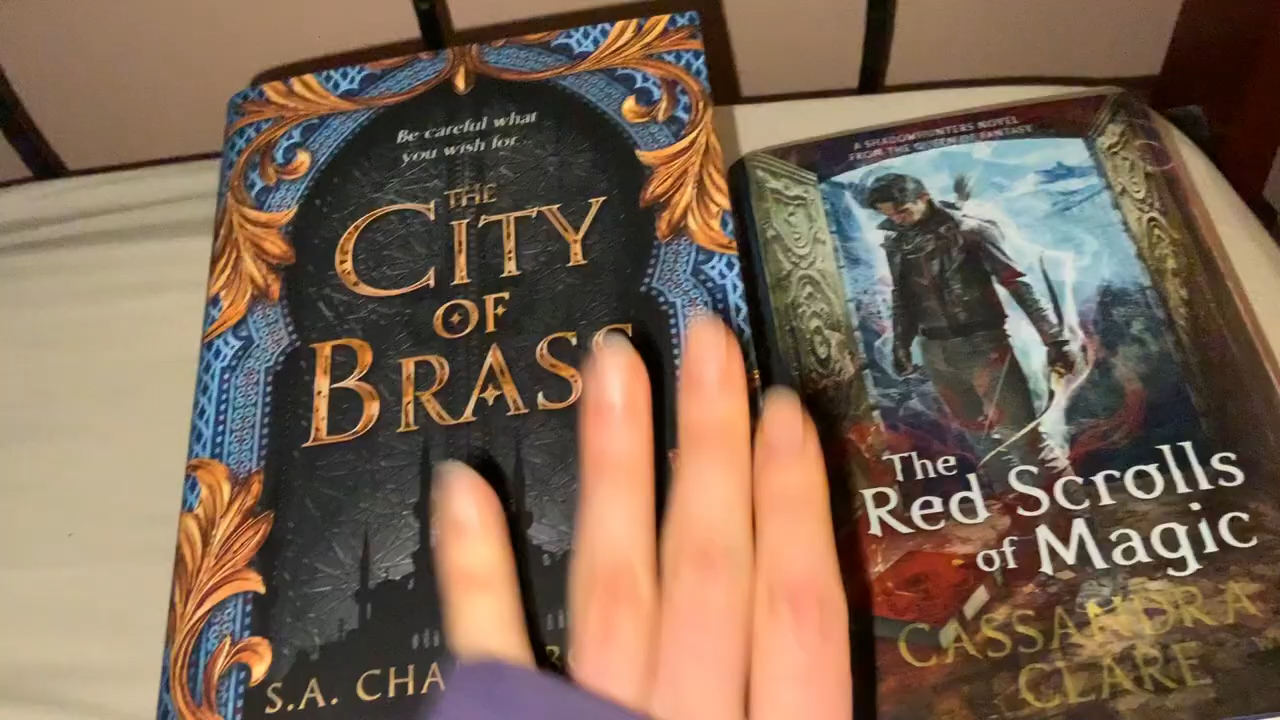 Be careful what
you wish for...
THE
CITY
OF
BRASS
S.A. CHA
A SHADOWHUNTERS NOVEL
FROM THE QUEEN OF FANTASY
The
Red Scrolls
of Magic
CASSANDRA
CLARE